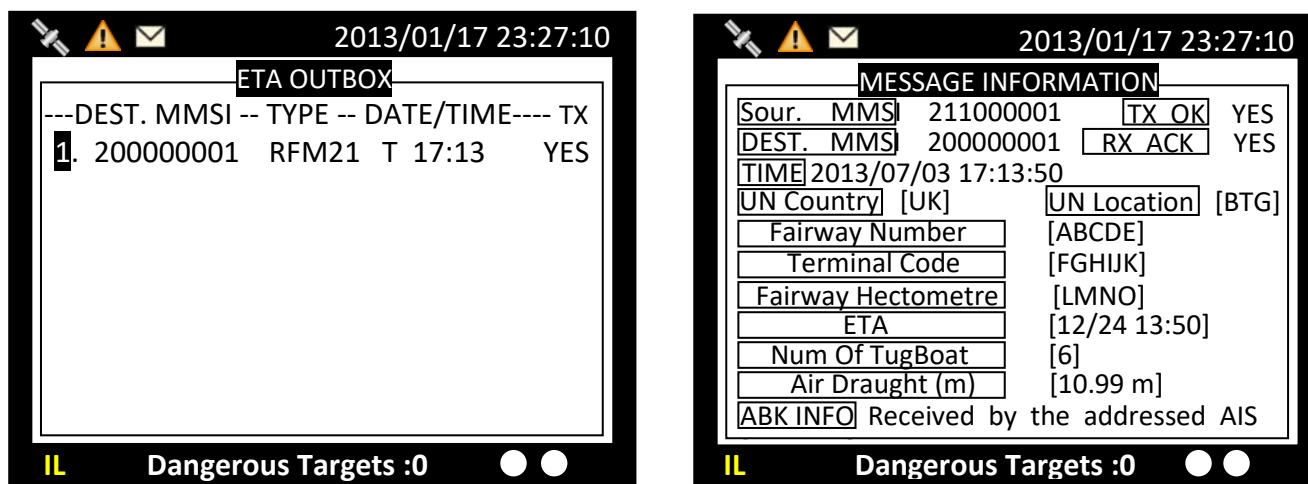 2013/01/17 23:27:10
ETA OUTBOX
---DEST. MMSI -- TYPE -- DATE/TIME---- TX
1. 200000001 RFM21 T 17:13 YES
IL Dangerous Targets :0
2013/01/17 23:27:10
MESSAGE INFORMATION
Sour. MMSI 211000001 TX OK YES
DEST. MMSI 200000001 RX ACK YES
TIME 2013/07/03 17:13:50
UN Country [UK] UN Location [BTG]
Fairway Number [ABCDE]
Terminal Code [FGHIJK]
Fairway Hectometre [LMNO]
ETA [12/24 13:50]
Num Of TugBoat [6]
Air Draught (m) [10.99 m]
ABK INFO Received by the addressed AIS
IL Dangerous Targets :0